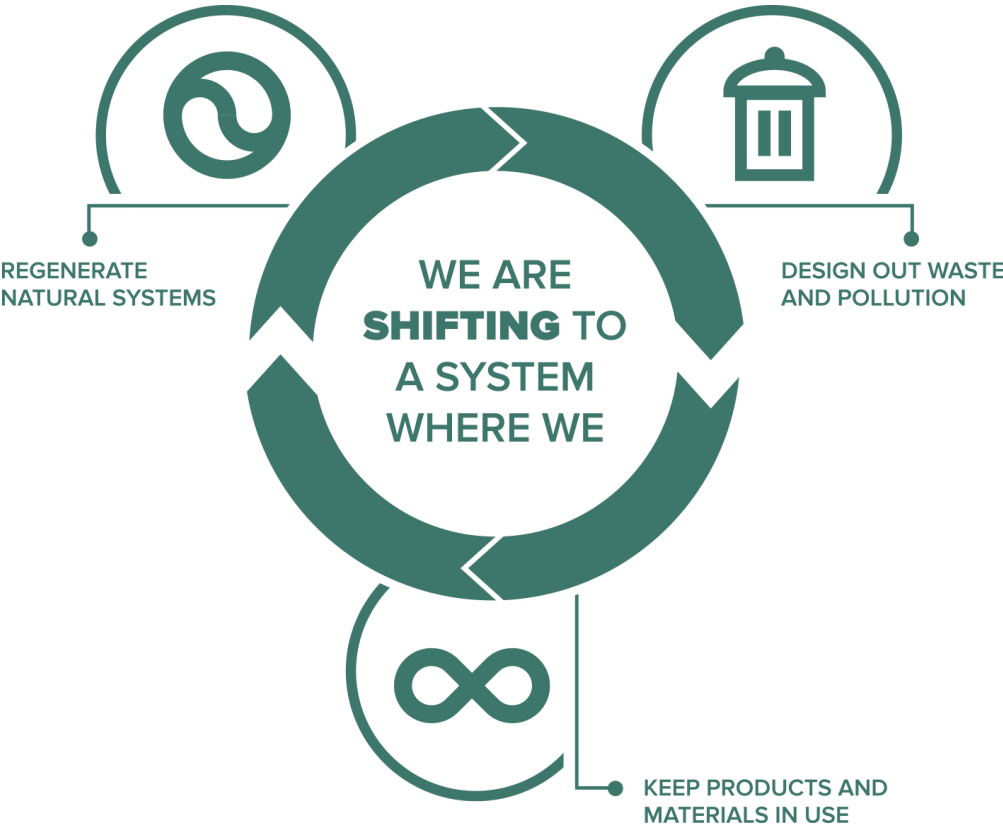 WE ARE
SHIFTING TO
A SYSTEM
WHERE WE
REGENERATE
NATURAL SYSTEMS
DESIGN OUT WASTE
AND POLLUTION
KEEP PRODUCTS AND
MATERIALS IN USE